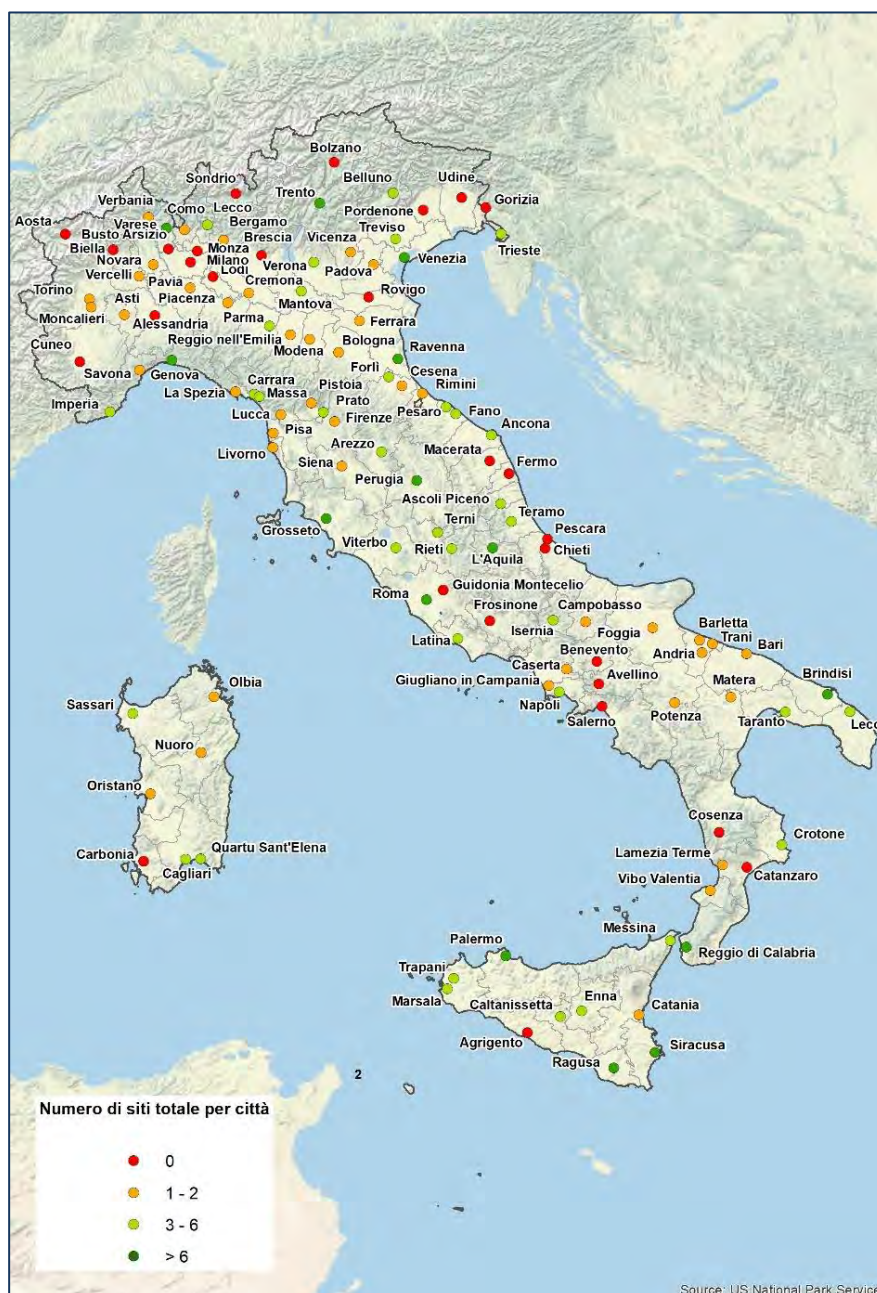 Bolzano
Sondrio
Belluno
Udine
Verbania
Como
Lecco
Trento
Pordenone
Gorizia
Aosta
Varese
Bergamo
Treviso
Busto Arsizio
Brescia
Vicenza
Trieste
Biella
Monza
Novara
Milano
Verona
Padova
Venezia
Vercelli
Lodi
Torino
Pavia
Cremona
Rovigo
Asti
Piacenza
Mantova
Moncalieri
Parma
Ferrara
Alessandria
Reggio nell'Emilia
Cuneo
Modena
Bologna
Ravenna
Savona
Genova
Forlì
Cesena
La Spezia
Carrara
Pistoia
Rimini
Massa
Prato
Imperia
Lucca
Firenze
Pesaro
Fano
Pisa
Ancona
Arezzo
Livorno
Macerata
Siena
Fermo
Perugia
Ascoli Piceno
Teramo
Grosseto
Terni
Pescara
Viterbo
Rieti
L'Aquila
Chieti
Guidonia Montecelio
Roma
Frosinone
Campobasso
Barletta
Isernia
Foggia
Trani
Latina
Benevento
Andria
Bari
Caserta
Giugliano in Campania
Avellino
Matera
Brindisi
Olbia
Napoli
Sassari
Salerno
Potenza
Taranto
Lecc
Nuoro
Oristano
Cosenza
Crotone
Carbonia
Quartu Sant'Elena
Lamezia Terme
Cagliari
Catanzaro
Vibo Valentia
Messina
Palermo
Reggio di Calabria
Trapani
Marsala
Caltanissetta
Enna
Catania
Agrigento
Siracusa
Ragusa
2
Numero di siti totale per città
0
1 - 2
3 - 6
> 6
Source: US National Park Service